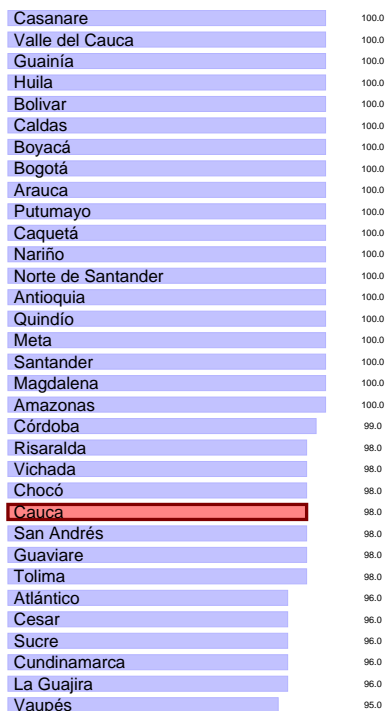 Casanare 100.0
Valle del Cauca 100.0
Guainía 100.0
Huila 100.0
Bolivar 100.0
Caldas 100.0
Boyacá 100.0
Bogotá 100.0
Arauca 100.0
Putumayo 100.0
Caquetá 100.0
Nariño 100.0
Norte de Santander 100.0
Antioquia 100.0
Quindío 100.0
Meta 100.0
Santander 100.0
Magdalena 100.0
Amazonas 100.0
Córdoba 99.0
Risaralda 98.0
Vichada 98.0
Chocó 98.0
Cauca 98.0
San Andrés 98.0
Guaviare 98.0
Tolima 98.0
Atlántico 96.0
Cesar 96.0
Sucre 96.0
Cundinamarca 96.0
La Guajira 96.0
Vaupés 95.0